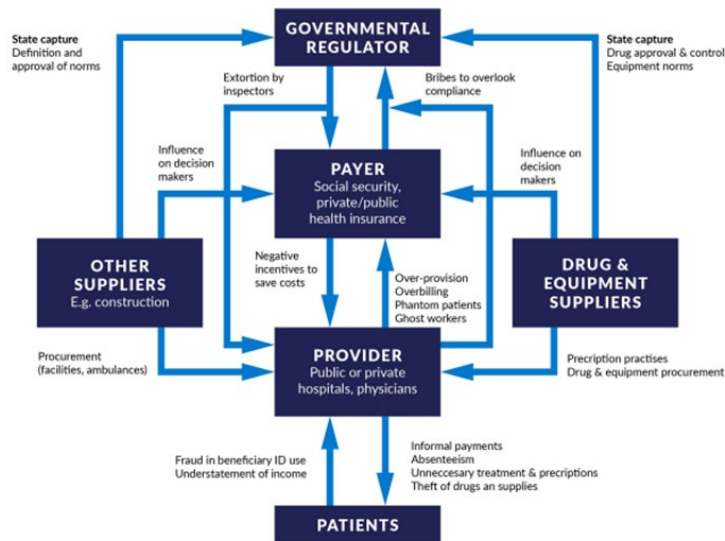 GOVERNMENTAL
REGULATOR
State capture
Definition and
approval of norms
State capture
Drug approval & control
Equipment norms
Extortion by
inspectors
Bribes to overlook
compliance
Influence
on decision
makers
PAYER
Social security,
private/public
health insurance
Influence on
decision
makers
OTHER
SUPPLIERS
E.g. construction
Negative
incentives to
save costs
Over-provision
Overbilling
Phantom patients
Ghost workers
DRUG &
EQUIPMENT
SUPPLIERS
Procurement
(facilities, ambulances)
PROVIDER
Public or private
hospitals, physicians
Precription practises
Drug & equipment procurement
Fraud in beneficiary ID use
Understatement of income
Informal payments
Absenteeism
Unneccesary treatment & precriptions
Theft of drugs an supplies
PATIENTS